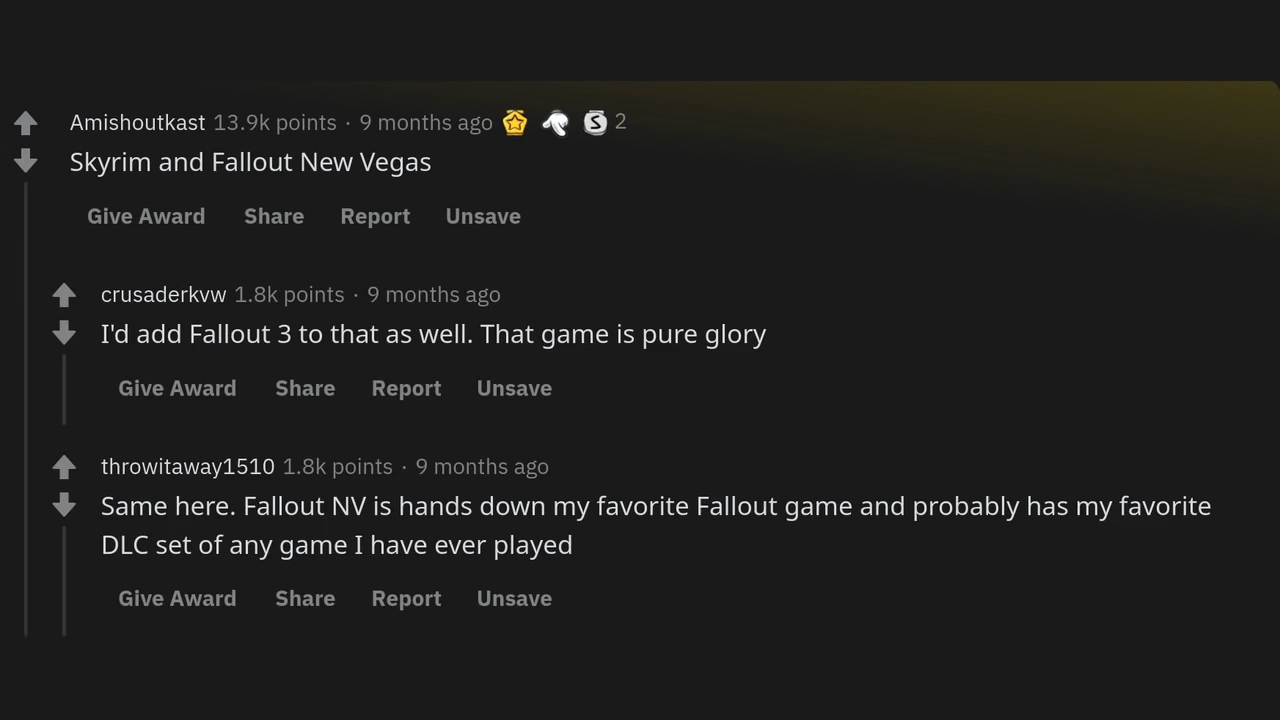 Amishoutkast 13.9k points · 9 months ago 2
Skyrim and Fallout New Vegas
Give Award Share Report Unsave
crusaderkvw 1.8k points · 9 months ago
I'd add Fallout 3 to that as well. That game is pure glory
Give Award Share Report Unsave
throwitaway1510 1.8k points · 9 months ago
Same here. Fallout NV is hands down my favorite Fallout game and probably has my favorite
DLC set of any game I have ever played
Give Award Share Report Unsave